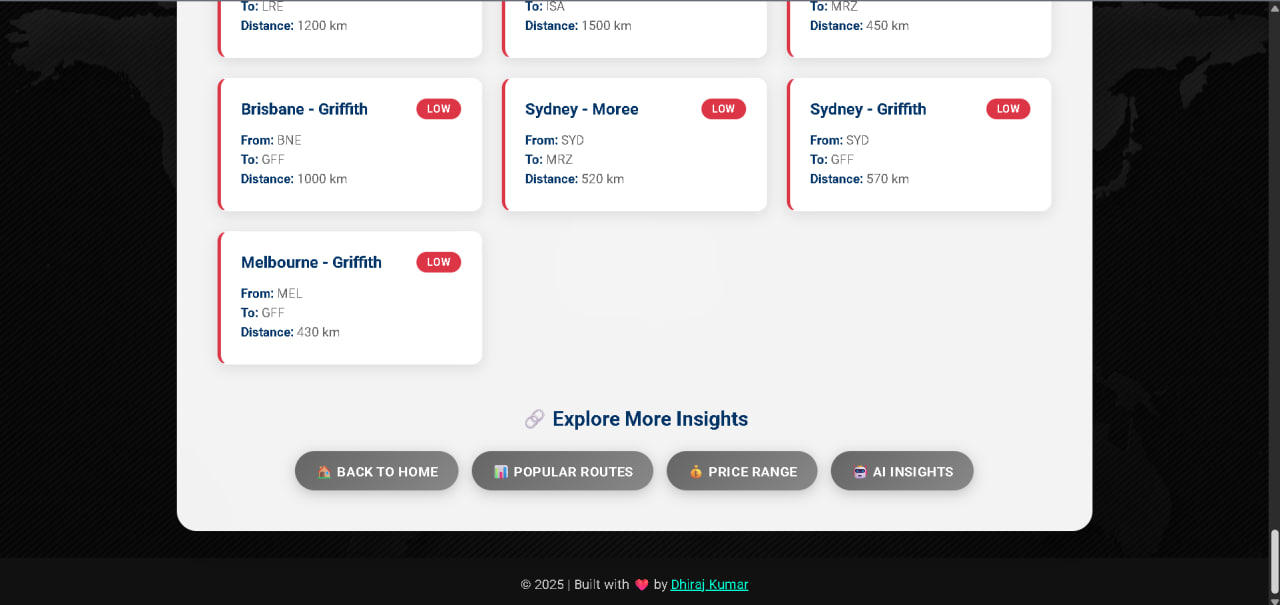 To: LRE
Distance: 1200 km
To: ISA
Distance: 1500 km
To: MRZ
Distance: 450 km
Brisbane - Griffith LOW
From: BNE
To: GFF
Distance: 1000 km
Sydney - Moree LOW
From: SYD
To: MRZ
Distance: 520 km
Sydney - Griffith LOW
From: SYD
To: GFF
Distance: 570 km
Melbourne - Griffith LOW
From: MEL
To: GFF
Distance: 430 km
🔗 Explore More Insights
🏠 BACK TO HOME 📊 POPULAR ROUTES 💰 PRICE RANGE 🤖 AI INSIGHTS
© 2025 | Built with ❤️ by Dhiraj Kumar